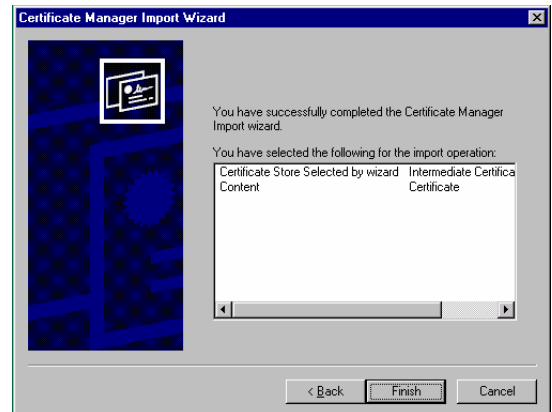 Certificate Manager Import Wizard
You have successfully completed the Certificate Manager
Import wizard.
You have selected the following for the import operation:
Certificate Store Selected by wizard Intermediate Certifica
Content Certificate
< Back Finish Cancel